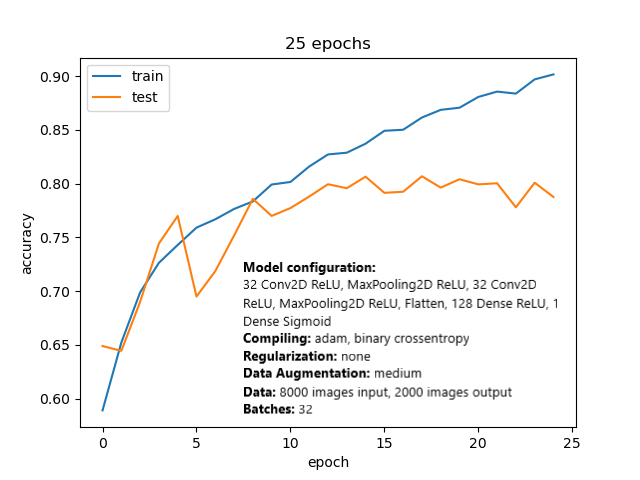 25 epochs
train
test
accuracy
0.90
0.85
0.80
0.75
0.70
0.65
0.60
Model configuration:
32 Conv2D ReLU, MaxPooling2D ReLU, 32 Conv2D
ReLU, MaxPooling2D ReLU, Flatten, 128 Dense ReLU, 1
Dense Sigmoid
Compiling: adam, binary crossentropy
Regularization: none
Data Augmentation: medium
Data: 8000 images input, 2000 images output
Batches: 32
0 5 10 15 20 25
epoch